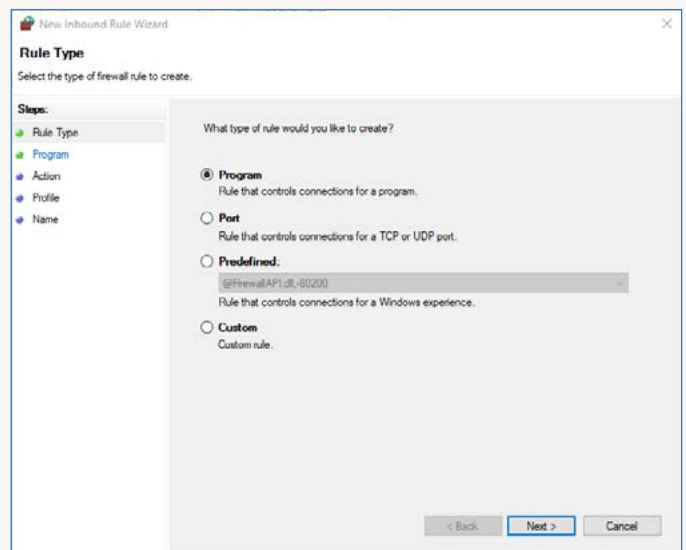 New Inbound Rule Wizard
Rule Type
Select the type of firewall rule to create.
Steps:
Rule Type
Program
Action
Profile
Name
What type of rule would you like to create?
Program
Rule that controls connections for a program.
Port
Rule that controls connections for a TCP or UDP port.
Predefined:
@FirewallAPI.dll,-80200
Rule that controls connections for a Windows experience.
Custom
Custom rule.
< Back Next > Cancel